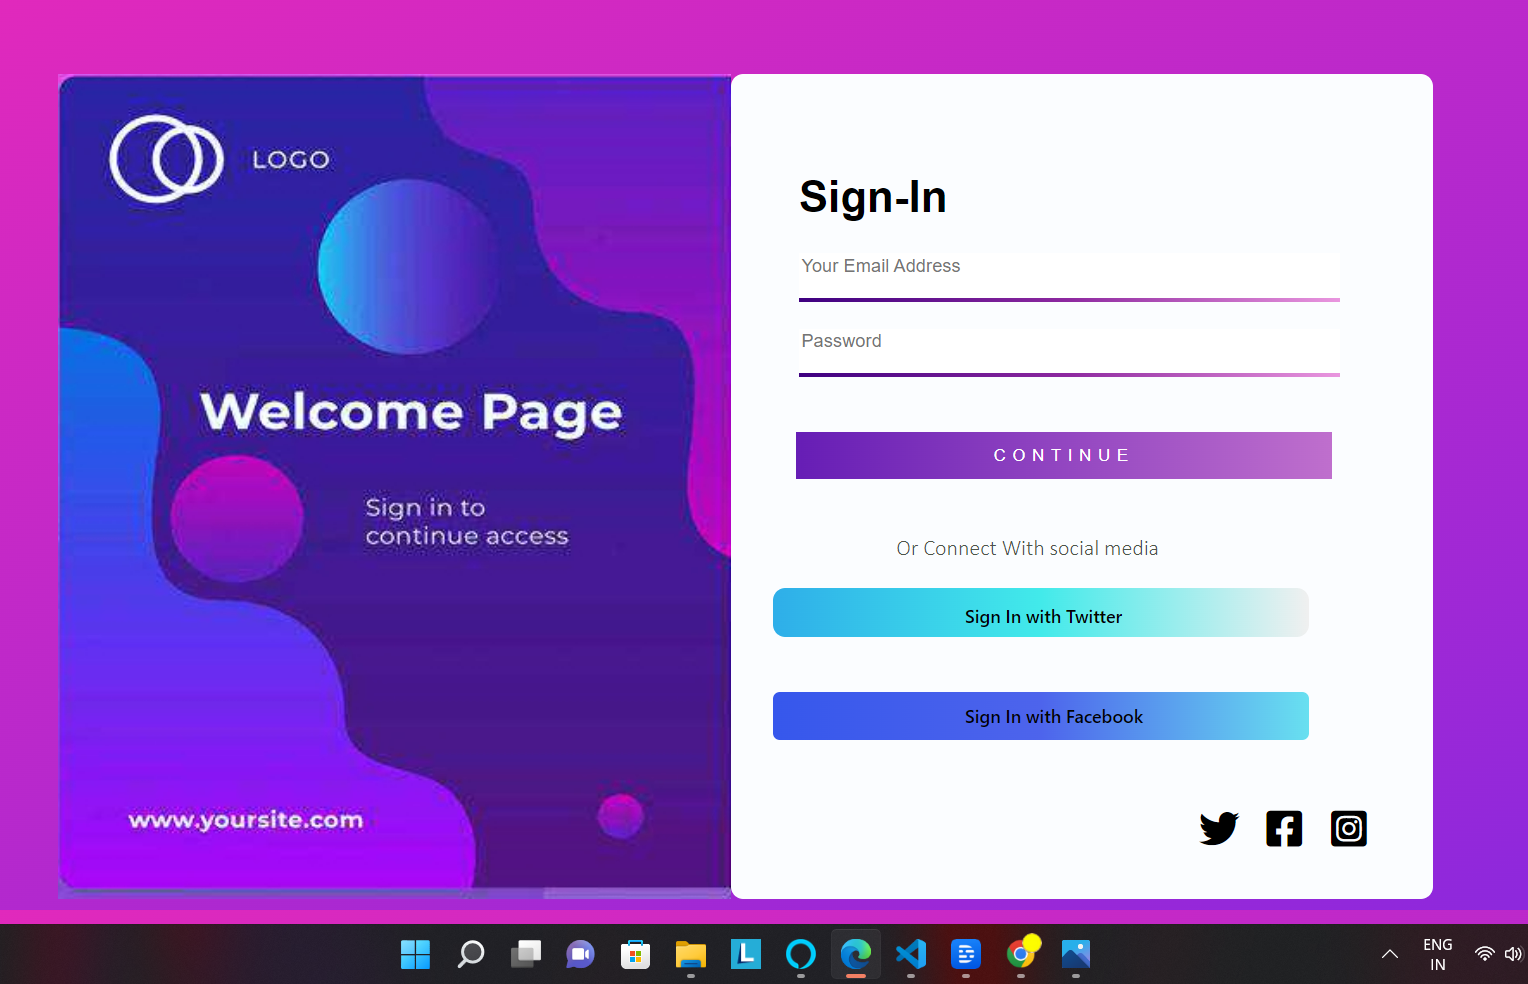 LOGO
Welcome Page
Sign in to
continue access
www.yoursite.com
Sign-In
Your Email Address
Password
CONTINUE
Or Connect With social media
Sign In with Twitter
Sign In with Facebook
L
ENG
IN